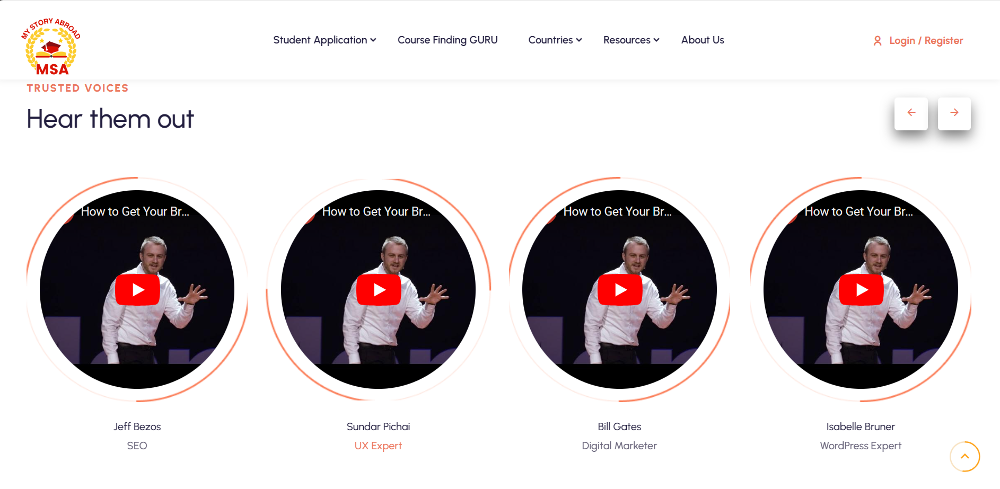 MY STORY ABROAD
MSA
Student Application
Course Finding GURU
Countries
Resources
About Us
Login / Register
TRUSTED VOICES
Hear them out
How to Get Your Br...
How to Get Your Br...
How to Get Your Br...
How to Get Your Br...
Jeff Bezos
SEO
Sundar Pichai
UX Expert
Bill Gates
Digital Marketer
Isabelle Bruner
WordPress Expert